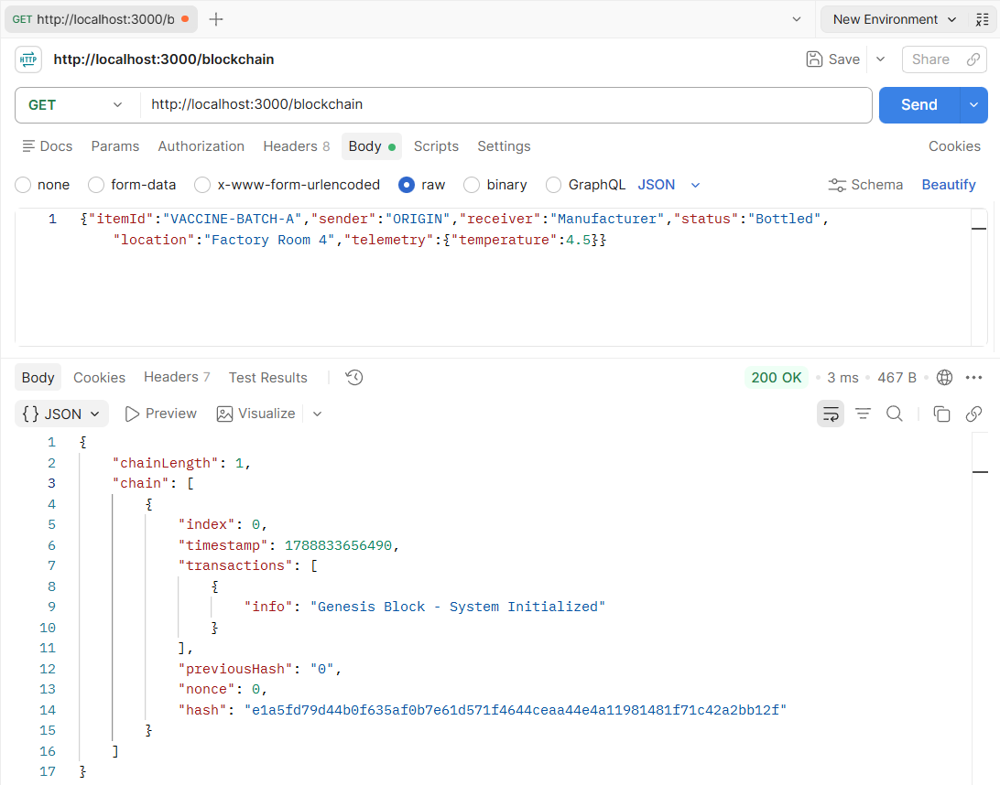 GET http://localhost:3000/b
New Environment
HTTP http://localhost:3000/blockchain
Save
Share
GET http://localhost:3000/blockchain
Send
Docs Params Authorization Headers 8 Body Scripts Settings Cookies
none form-data x-www-form-urlencoded raw binary GraphQL JSON Schema Beautify
1 {"itemId":"VACCINE-BATCH-A","sender":"ORIGIN","receiver":"Manufacturer","status":"Bottled",
"location":"Factory Room 4","telemetry":{"temperature":4.5}}
Body Cookies Headers 7 Test Results 200 OK 3 ms 467 B
{} JSON Preview Visualize
1 {
2 "chainLength": 1,
3 "chain": [
4 {
5 "index": 0,
6 "timestamp": 1788833656490,
7 "transactions": [
8 {
9 "info": "Genesis Block - System Initialized"
10 }
11 ],
12 "previousHash": "0",
13 "nonce": 0,
14 "hash": "e1a5fd79d44b0f635af0b7e61d571f4644ceaa44e4a11981481f71c42a2bb12f"
15 }
16 ]
17 }